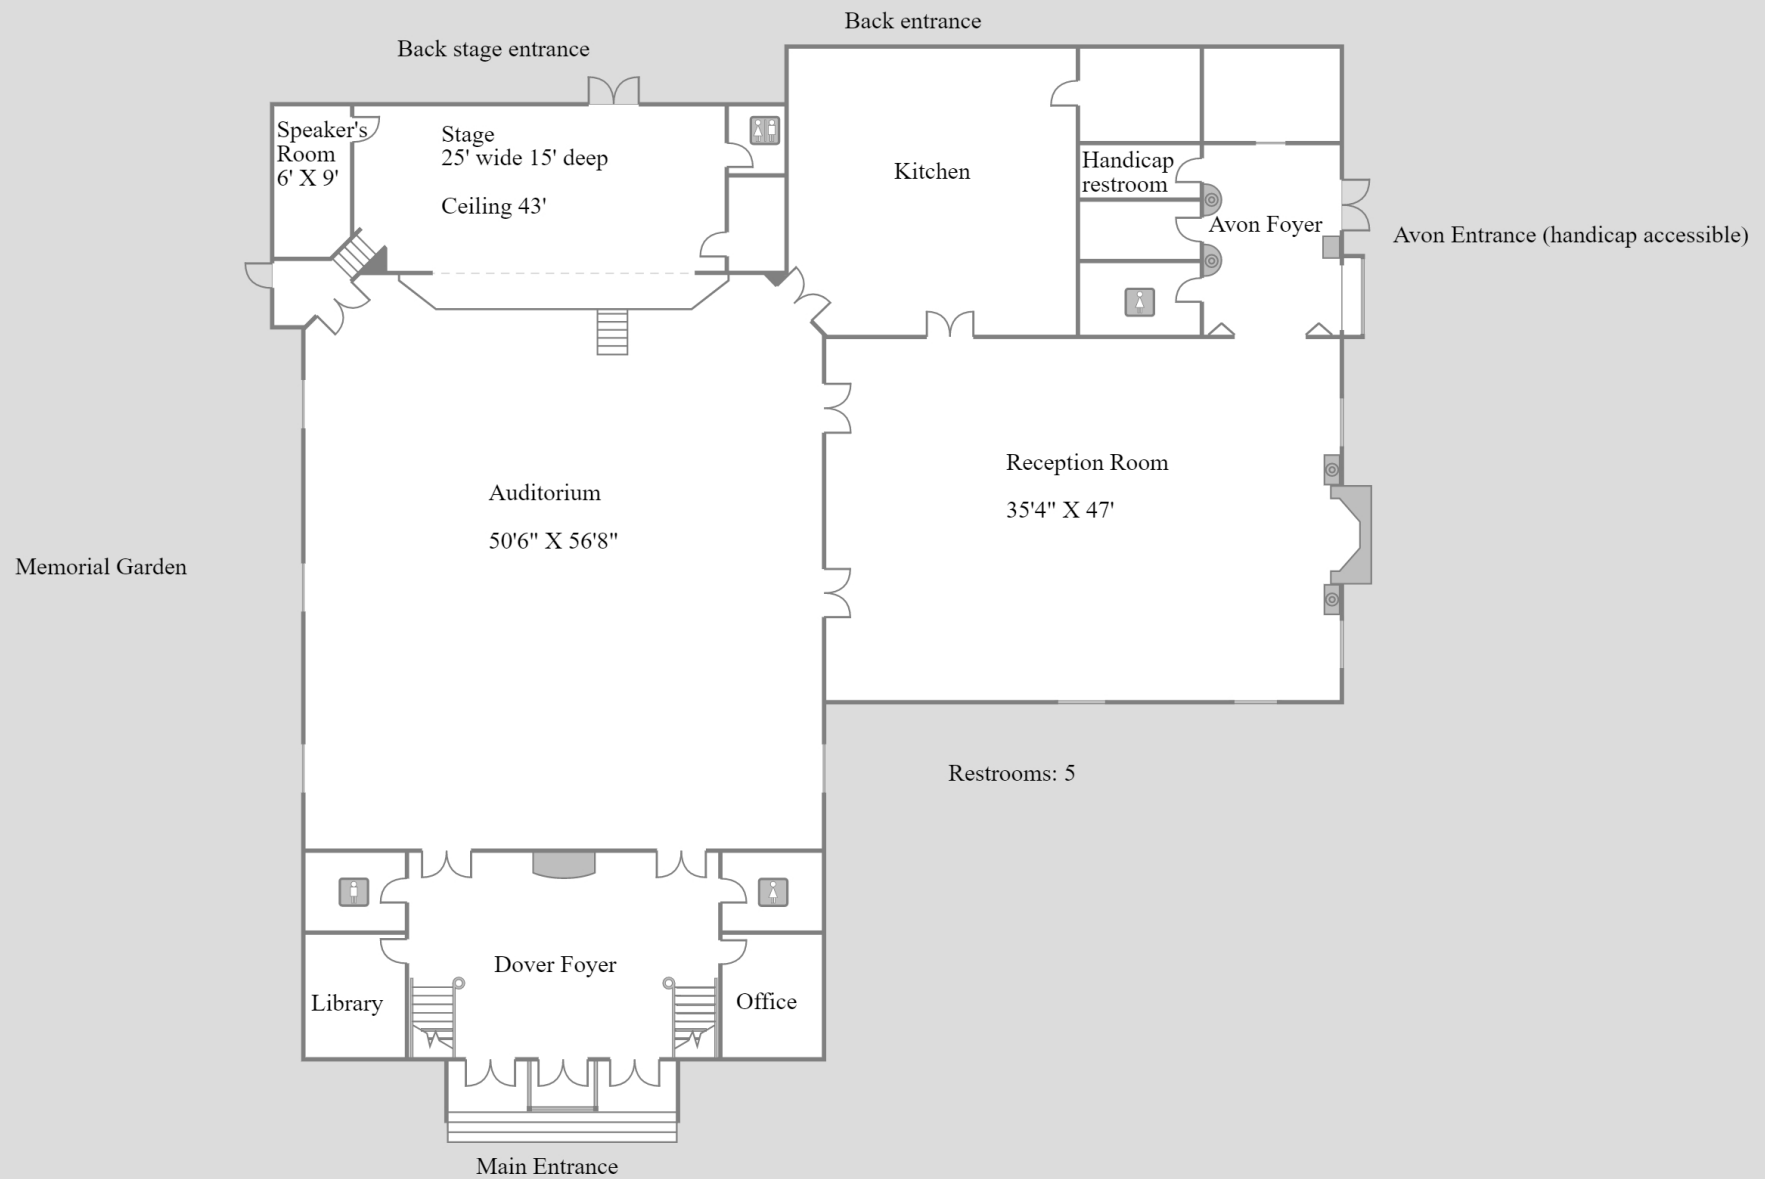 Back entrance
Back stage entrance
Speaker's
Room
6' X 9'
Stage
25' wide 15' deep
Ceiling 43'
Kitchen
Handicap
restroom
Avon Foyer
Avon Entrance (handicap accessible)
Reception Room
35'4" X 47'
Auditorium
50'6" X 56'8"
Memorial Garden
Restrooms: 5
Dover Foyer
Library
Office
Main Entrance